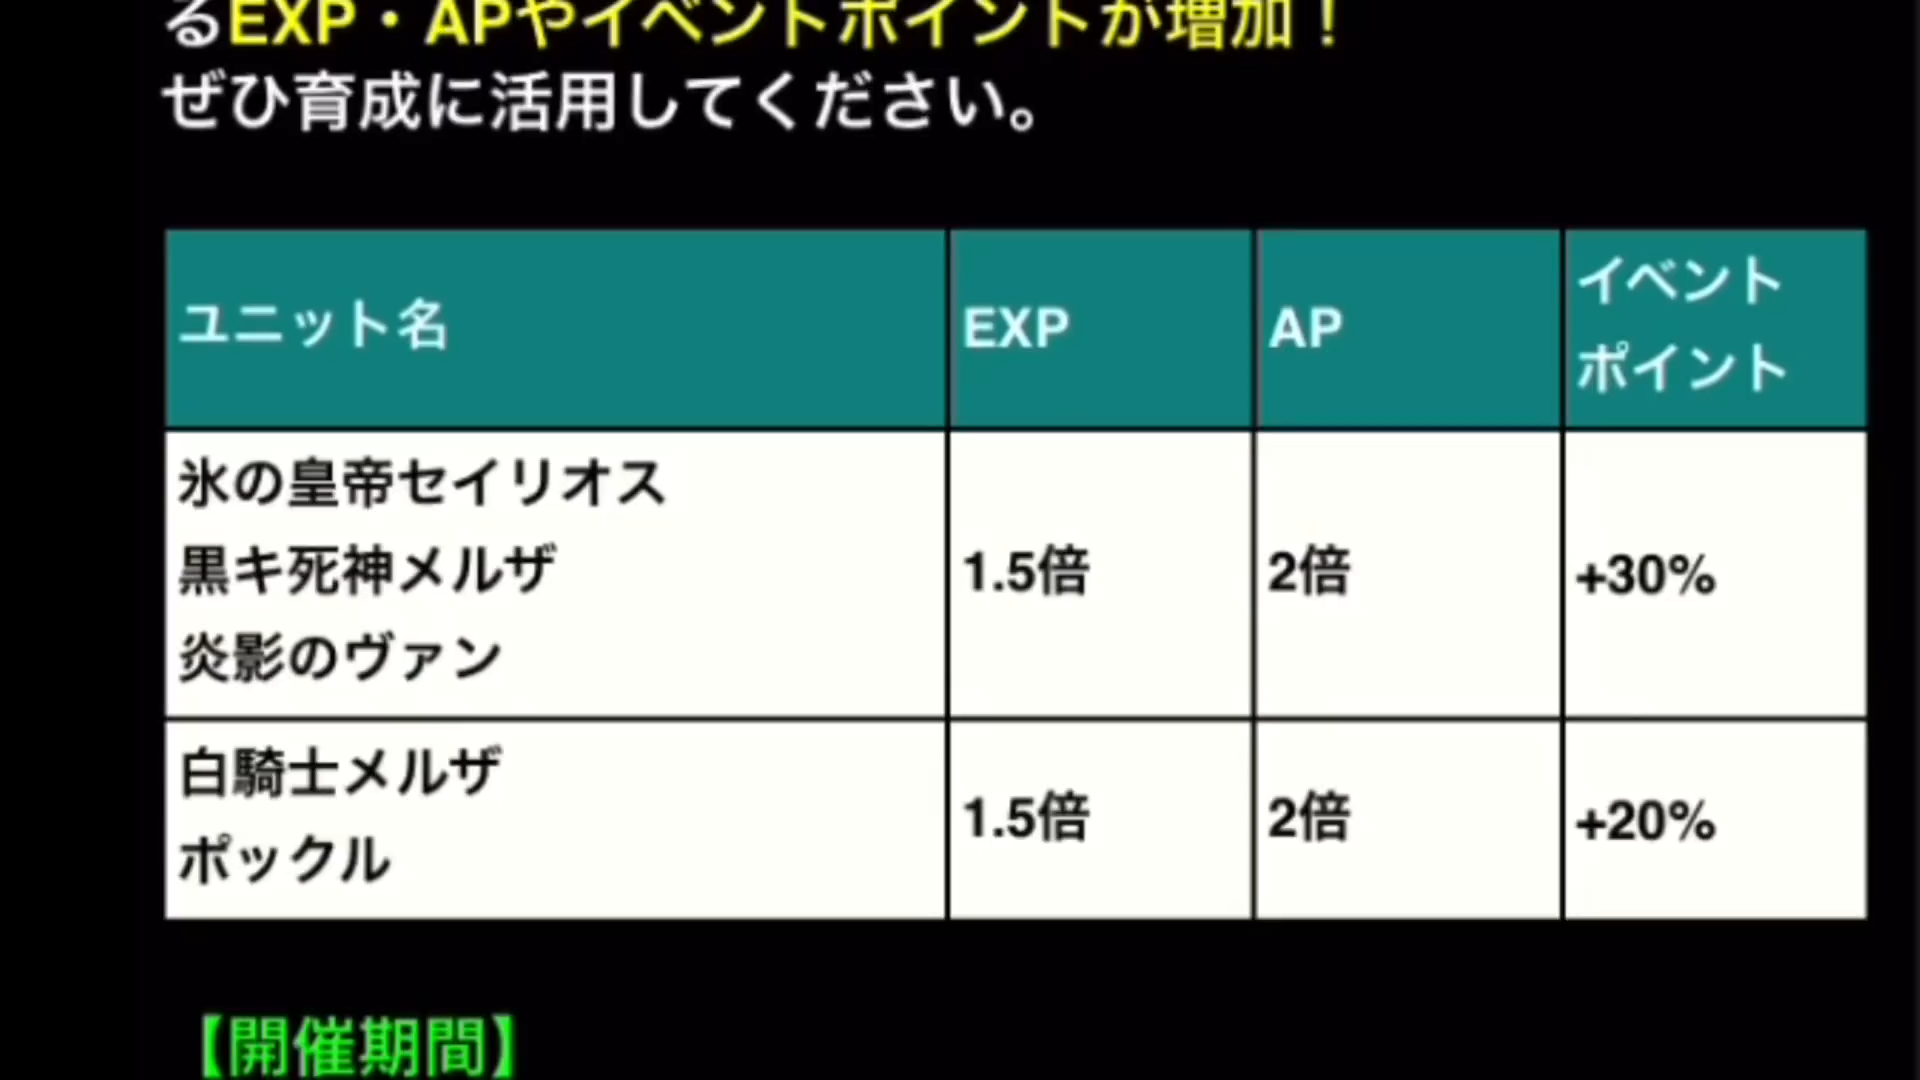 るEXP・APやイベントポイントが増加！
ぜひ育成に活用してください。
ユニット名
EXP
AP
イベント
ポイント
氷の皇帝セイリオス
黒キ死神メルザ
炎影のヴァン
1.5倍
2倍
+30%
白騎士メルザ
ポックル
1.5倍
2倍
+20%
【開催期間】